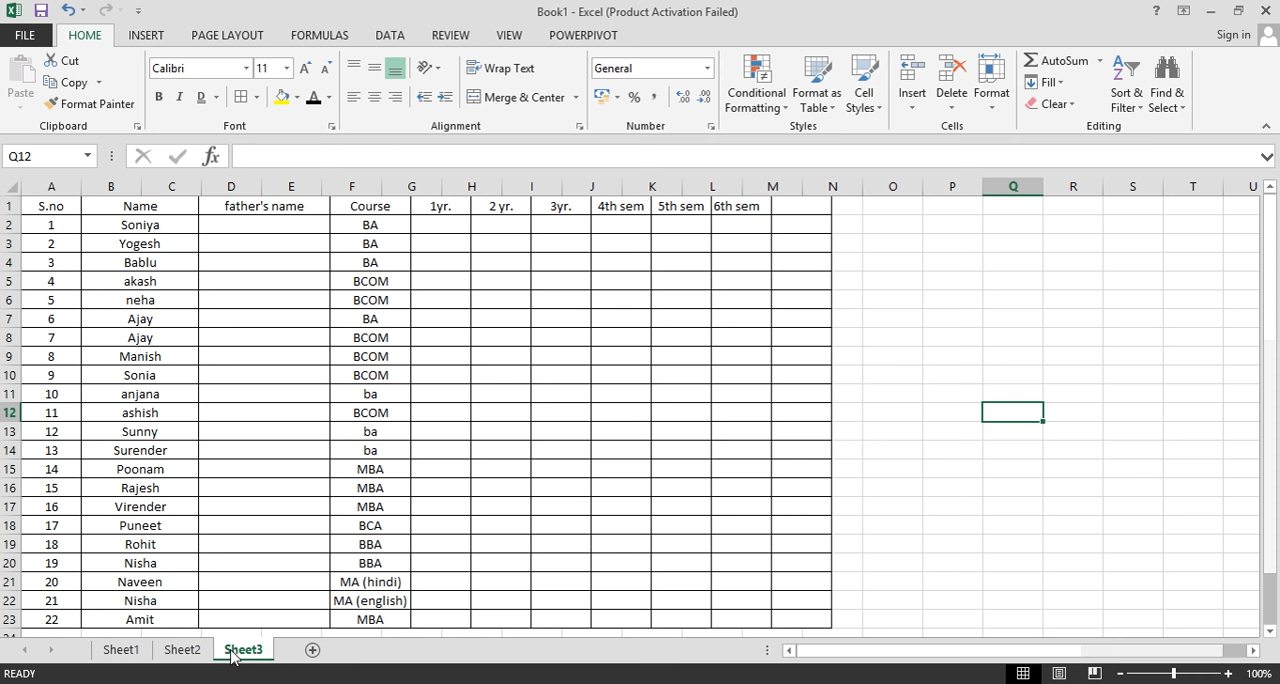 Book1 - Excel (Product Activation Failed)
?
FILE HOME INSERT PAGE LAYOUT FORMULAS DATA REVIEW VIEW POWERPIVOT Sign in
Paste
Cut
Copy
Format Painter
Clipboard
Calibri 11
B I D
Font
Wrap Text
Merge & Center
Alignment
General
%
Number
Conditional Formatting
Format as Table
Cell Styles
Styles
Insert Delete Format
Cells
AutoSum
Fill
Clear
Sort & Filter
Find & Select
Editing
Q12 fx
A B C D E F G H I J K L M N O P Q R S T U
1 S.no Name father's name Course 1yr. 2 yr. 3yr. 4th sem 5th sem 6th sem
2 1 Soniya BA
3 2 Yogesh BA
4 3 Bablu BA
5 4 akash BCOM
6 5 neha BCOM
7 6 Ajay BA
8 7 Ajay BCOM
9 8 Manish BCOM
10 9 Sonia BCOM
11 10 anjana ba
12 11 ashish BCOM
13 12 Sunny ba
14 13 Surender ba
15 14 Poonam MBA
16 15 Rajesh MBA
17 16 Virender MBA
18 17 Puneet BCA
19 18 Rohit BBA
20 19 Nisha BBA
21 20 Naveen MA (hindi)
22 21 Nisha MA (english)
23 22 Amit MBA
Sheet1 Sheet2 Sheet3
READY 100%